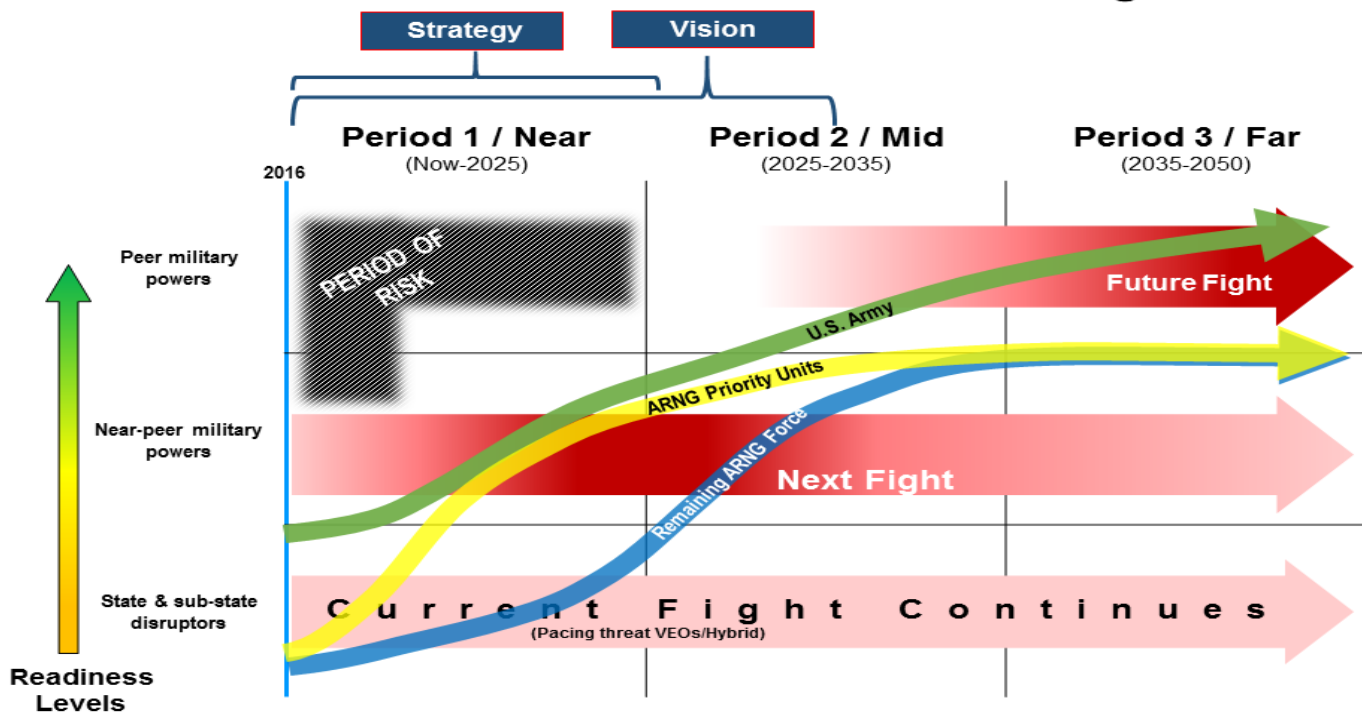 Strategy
Vision
Period 1 / Near
(Now-2025)
Period 2 / Mid
(2025-2035)
Period 3 / Far
(2035-2050)
2016
Peer military
powers
PERIOD OF
RISK
Future Fight
U.S. Army
ARNG Priority Units
Near-peer military
powers
Next Fight
Remaining ARNG Force
State & sub-state
disruptors
Current Fight Continues
(Pacing threat VEOs/Hybrid)
Readiness
Levels